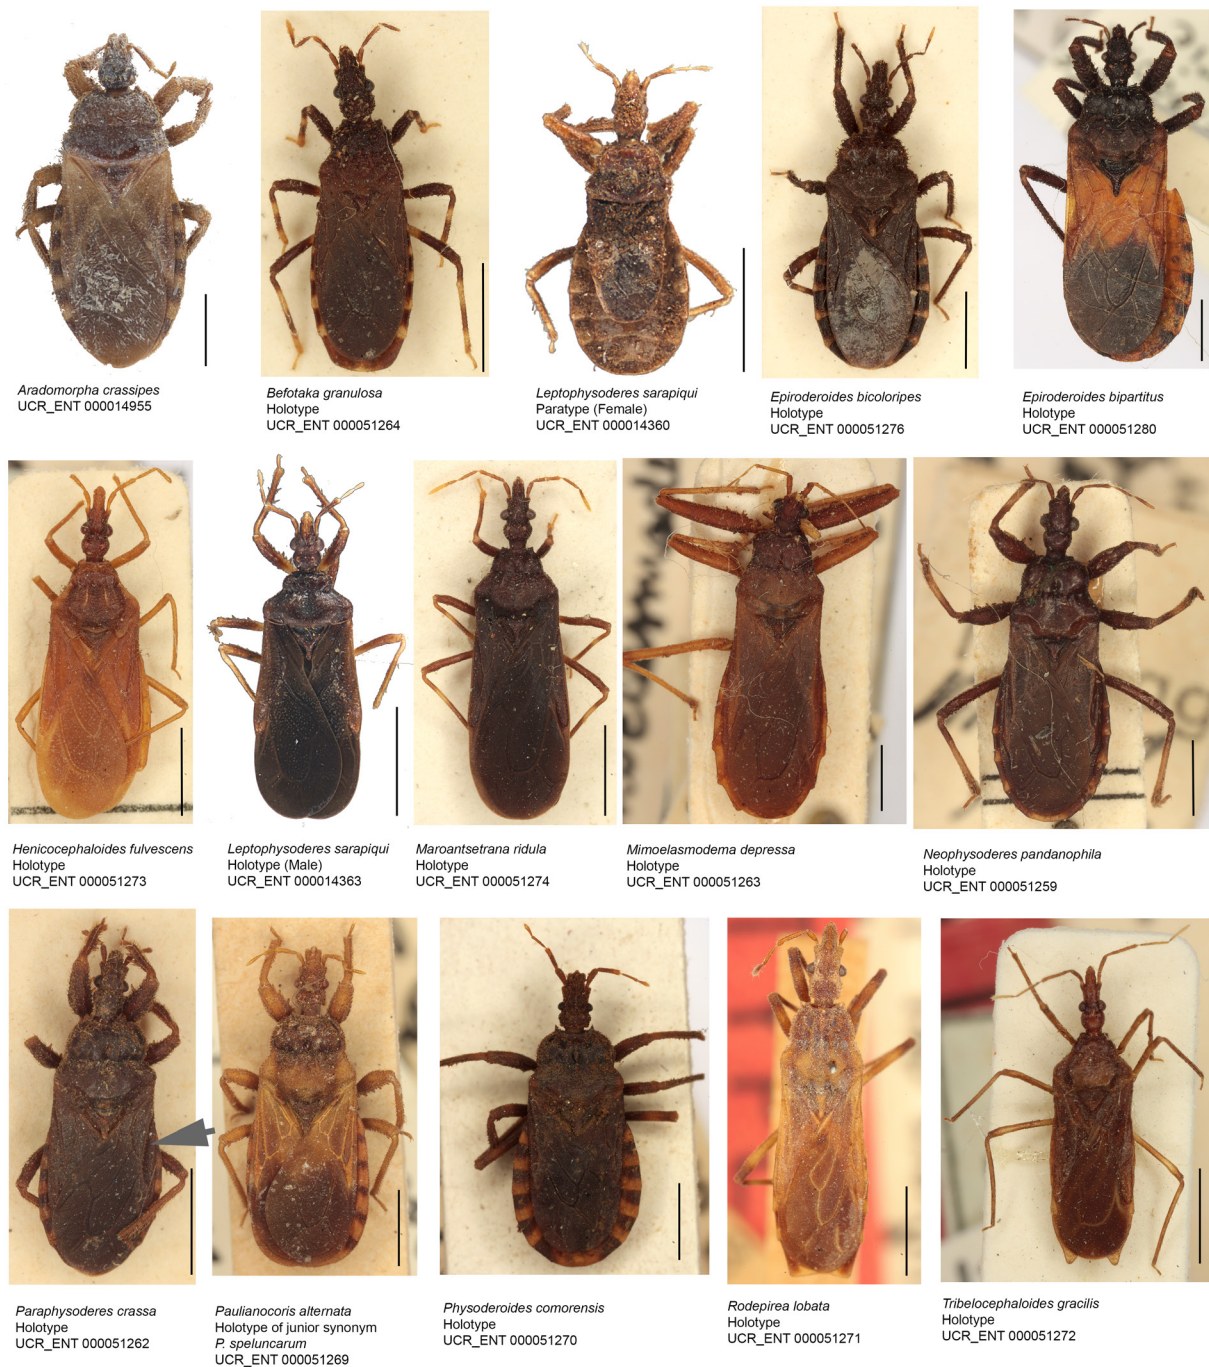 Aradomorpha crassipes
UCR_ENT 000014955
Befotaka granulosa
Holotype
UCR_ENT 000051264
Leptophysoderes sarapiqui
Paratype (Female)
UCR_ENT 000014360
Epiroderoides bicoloripes
Holotype
UCR_ENT 000051276
Epiroderoides bipartitus
Holotype
UCR_ENT 000051280
Henicocephaloides fulvescens
Holotype
UCR_ENT 000051273
Leptophysoderes sarapiqui
Holotype (Male)
UCR_ENT 000014363
Maroantsetrana ridula
Holotype
UCR_ENT 000051274
Mimoelasmodema depressa
Holotype
UCR_ENT 000051263
Neophysoderes pandanophila
Holotype
UCR_ENT 000051259
Paraphysoderes crassa
Holotype
UCR_ENT 000051262
Paulianocoris alternata
Holotype of junior synonym
P. speluncarum
UCR_ENT 000051269
Physoderoides comorensis
Holotype
UCR_ENT 000051270
Rodepirea lobata
Holotype
UCR_ENT 000051271
Tribelocephaloides gracilis
Holotype
UCR_ENT 000051272